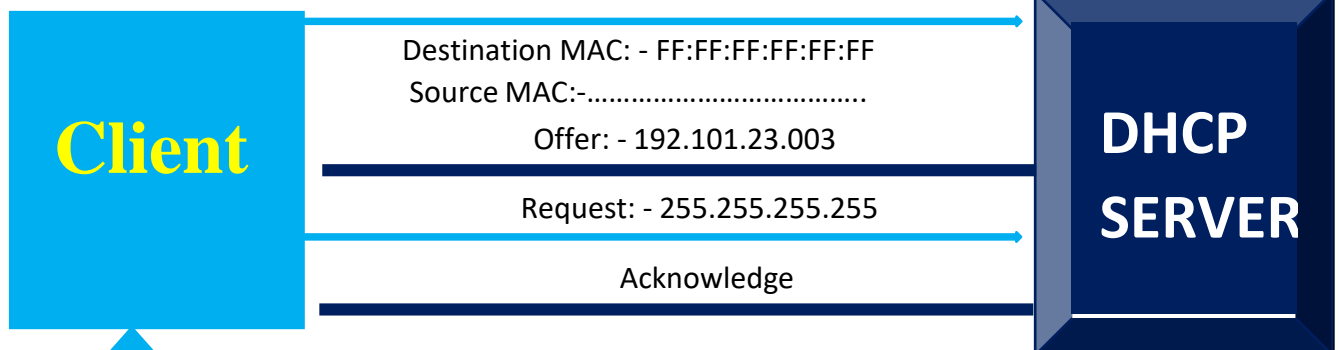 Destination MAC: - FF:FF:FF:FF:FF:FF
Source MAC:-………………………………..
Client
Offer: - 192.101.23.003
DHCP
SERVER
Request: - 255.255.255.255
Acknowledge